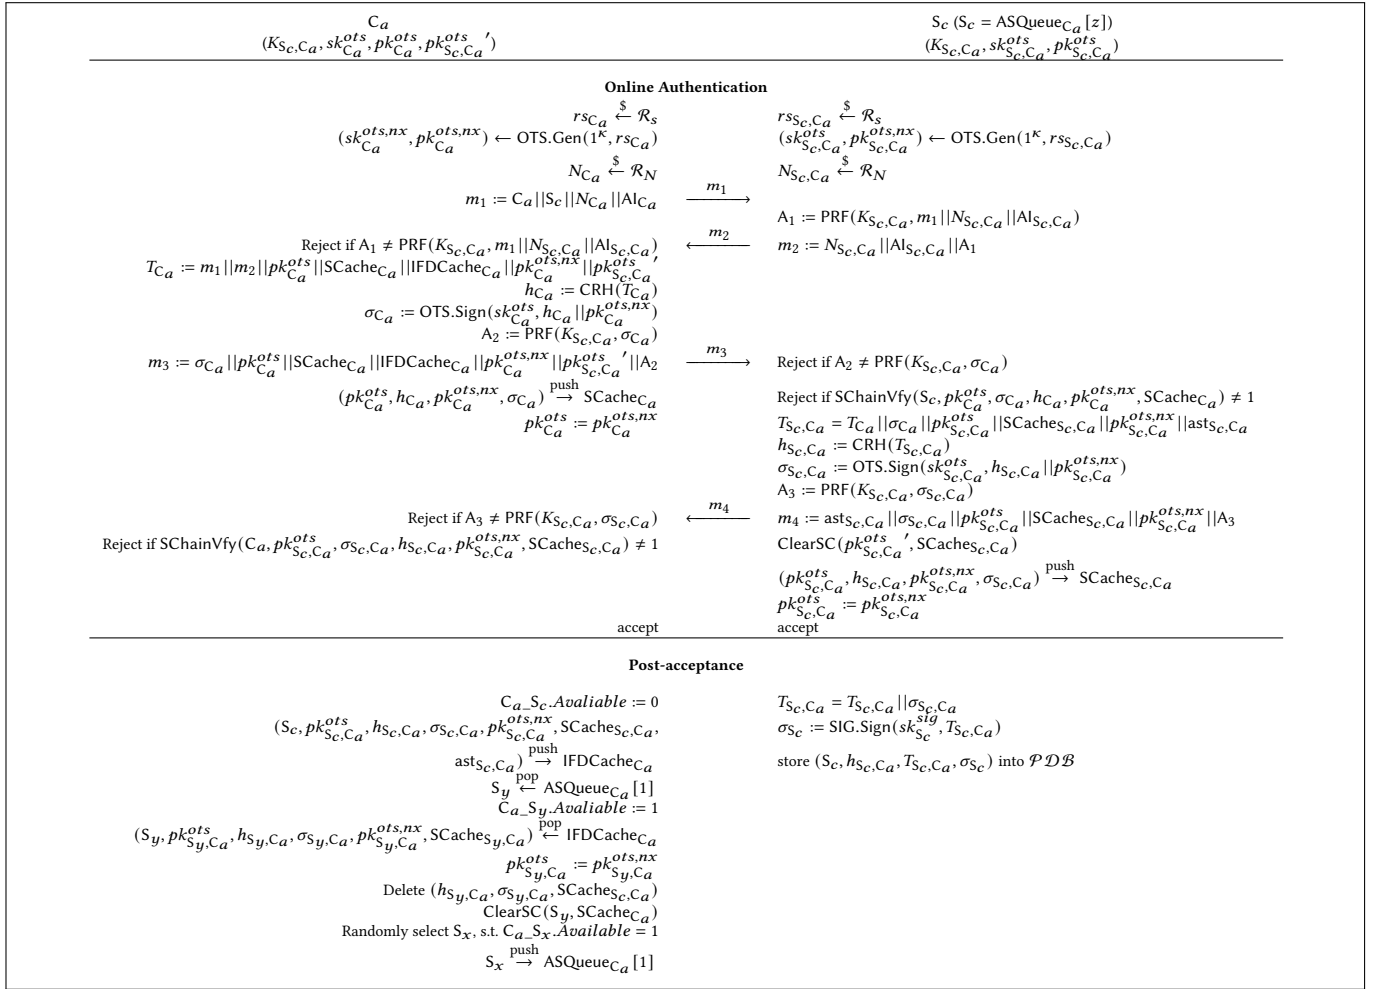 C_a S_c (S_c = ASQueue_{C_a}[z])
(K_{S_c,C_a}, sk^{ots}_{C_a}, pk^{ots}_{C_a}, pk^{ots}_{S_c,C_a}′) (K_{S_c,C_a}, sk^{ots}_{S_c,C_a}, pk^{ots}_{S_c,C_a})
Online Authentication
rs_{C_a} ←$ R_s rs_{S_c,C_a} ←$ R_s
(sk^{ots,nx}_{C_a}, pk^{ots,nx}_{C_a}) ← OTS.Gen(1^κ, rs_{C_a}) (sk^{ots}_{S_c,C_a}, pk^{ots,nx}_{S_c,C_a}) ← OTS.Gen(1^κ, rs_{S_c,C_a})
N_{C_a} ←$ R_N N_{S_c,C_a} ←$ R_N
m_1 := C_a||S_c||N_{C_a}||AI_{C_a} m_1 →
A_1 := PRF(K_{S_c,C_a}, m_1||N_{S_c,C_a}||AI_{S_c,C_a})
Reject if A_1 ≠ PRF(K_{S_c,C_a}, m_1||N_{S_c,C_a}||AI_{S_c,C_a}) m_2 ← m_2 := N_{S_c,C_a}||AI_{S_c,C_a}||A_1
T_{C_a} := m_1||m_2||pk^{ots}_{C_a}||SCache_{C_a}||IFDCache_{C_a}||pk^{ots,nx}_{C_a}||pk^{ots}_{S_c,C_a}′
h_{C_a} := CRH(T_{C_a})
σ_{C_a} := OTS.Sign(sk^{ots}_{C_a}, h_{C_a}||pk^{ots,nx}_{C_a})
A_2 := PRF(K_{S_c,C_a}, σ_{C_a})
m_3 := σ_{C_a}||pk^{ots}_{C_a}||SCache_{C_a}||IFDCache_{C_a}||pk^{ots,nx}_{C_a}||pk^{ots}_{S_c,C_a}′||A_2 m_3 → Reject if A_2 ≠ PRF(K_{S_c,C_a}, σ_{C_a})
(pk^{ots}_{C_a}, h_{C_a}, pk^{ots,nx}_{C_a}, σ_{C_a}) push → SCache_{C_a} Reject if SChainVfy(S_c, pk^{ots}_{C_a}, σ_{C_a}, h_{C_a}, pk^{ots,nx}_{C_a}, SCache_{C_a}) ≠ 1
pk^{ots}_{C_a} := pk^{ots,nx}_{C_a} T_{S_c,C_a} = T_{C_a}||σ_{C_a}||pk^{ots}_{S_c,C_a}||SCache_{S_c,C_a}||pk^{ots,nx}_{S_c,C_a}||ast_{S_c,C_a}
h_{S_c,C_a} := CRH(T_{S_c,C_a})
σ_{S_c,C_a} := OTS.Sign(sk^{ots}_{S_c,C_a}, h_{S_c,C_a}||pk^{ots,nx}_{S_c,C_a})
A_3 := PRF(K_{S_c,C_a}, σ_{S_c,C_a})
Reject if A_3 ≠ PRF(K_{S_c,C_a}, σ_{S_c,C_a}) m_4 ← m_4 := ast_{S_c,C_a}||σ_{S_c,C_a}||pk^{ots}_{S_c,C_a}||SCache_{S_c,C_a}||pk^{ots,nx}_{S_c,C_a}||A_3
Reject if SChainVfy(C_a, pk^{ots}_{S_c,C_a}, σ_{S_c,C_a}, h_{S_c,C_a}, pk^{ots,nx}_{S_c,C_a}, SCache_{S_c,C_a}) ≠ 1 ClearSC(pk^{ots}_{S_c,C_a}′, SCache_{S_c,C_a})
(pk^{ots}_{S_c,C_a}, h_{S_c,C_a}, pk^{ots,nx}_{S_c,C_a}, σ_{S_c,C_a}) push → SCache_{S_c,C_a}
pk^{ots}_{S_c,C_a} := pk^{ots,nx}_{S_c,C_a}
accept accept
Post-acceptance
C_a_S_c.Avaliable := 0 T_{S_c,C_a} = T_{S_c,C_a}||σ_{S_c,C_a}
(S_c, pk^{ots}_{S_c,C_a}, h_{S_c,C_a}, σ_{S_c,C_a}, pk^{ots,nx}_{S_c,C_a}, SCache_{S_c,C_a}, σ_{S_c} := SIG.Sign(sk^{sig}_{S_c}, T_{S_c,C_a})
ast_{S_c,C_a}) push → IFDCache_{C_a} store (S_c, h_{S_c,C_a}, T_{S_c,C_a}, σ_{S_c}) into PDB
S_y pop ← ASQueue_{C_a}[1]
C_a_S_y.Avaliable := 1
(S_y, pk^{ots}_{S_y,C_a}, h_{S_y,C_a}, σ_{S_y,C_a}, pk^{ots,nx}_{S_y,C_a}, SCache_{S_y,C_a}) pop ← IFDCache_{C_a}
pk^{ots}_{S_y,C_a} := pk^{ots,nx}_{S_y,C_a}
Delete (h_{S_y,C_a}, σ_{S_y,C_a}, SCache_{S_c,C_a})
ClearSC(S_y, SCache_{C_a})
Randomly select S_x, s.t. C_a_S_x.Available = 1
S_x push → ASQueue_{C_a}[1]